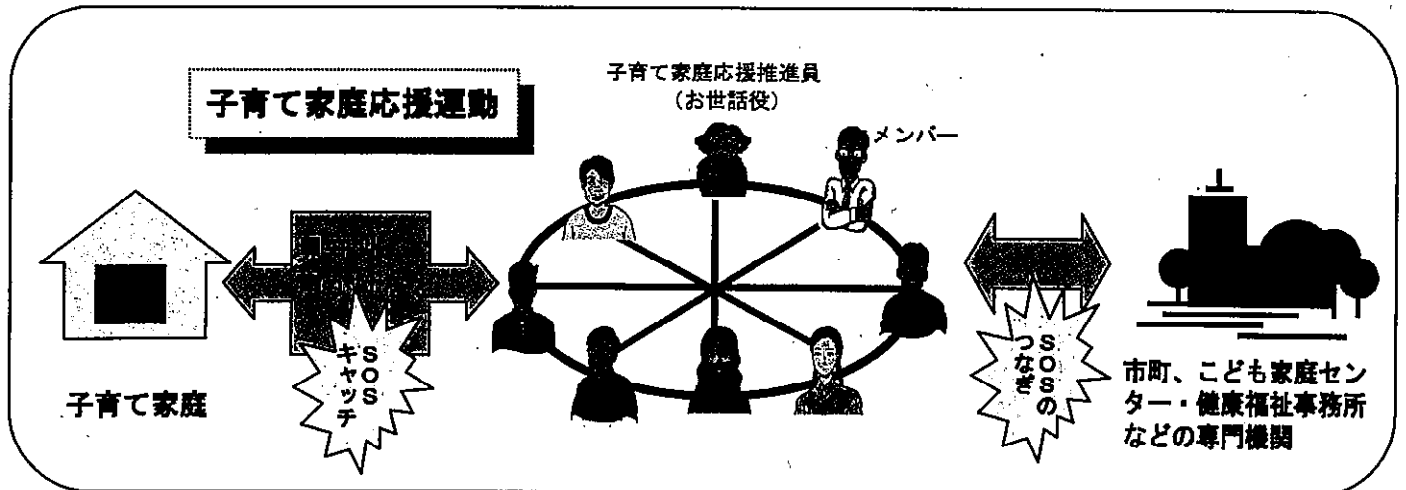 子育て家庭応援運動
子育て家庭応援推進員
(お世話役)
メンバー
子育て家庭
SOS
キャッチ
SOSの
つなぎ
市町、こども家庭セン
ター・健康福祉事務所
などの専門機関